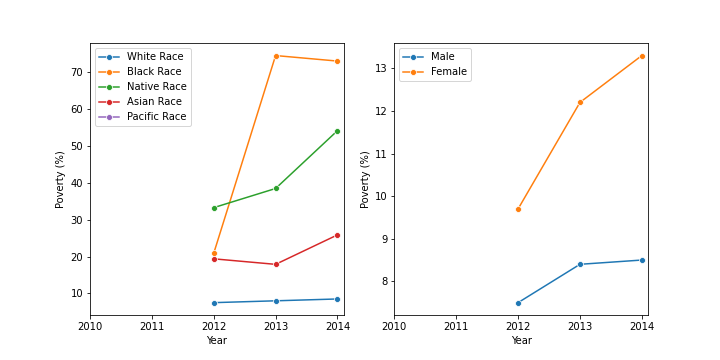 White Race
Black Race
Native Race
Asian Race
Pacific Race
Poverty (%)
70
60
50
40
30
20
10
2010 2011 2012 2013 2014
Year
Male
Female
Poverty (%)
13
12
11
10
9
8
2010 2011 2012 2013 2014
Year